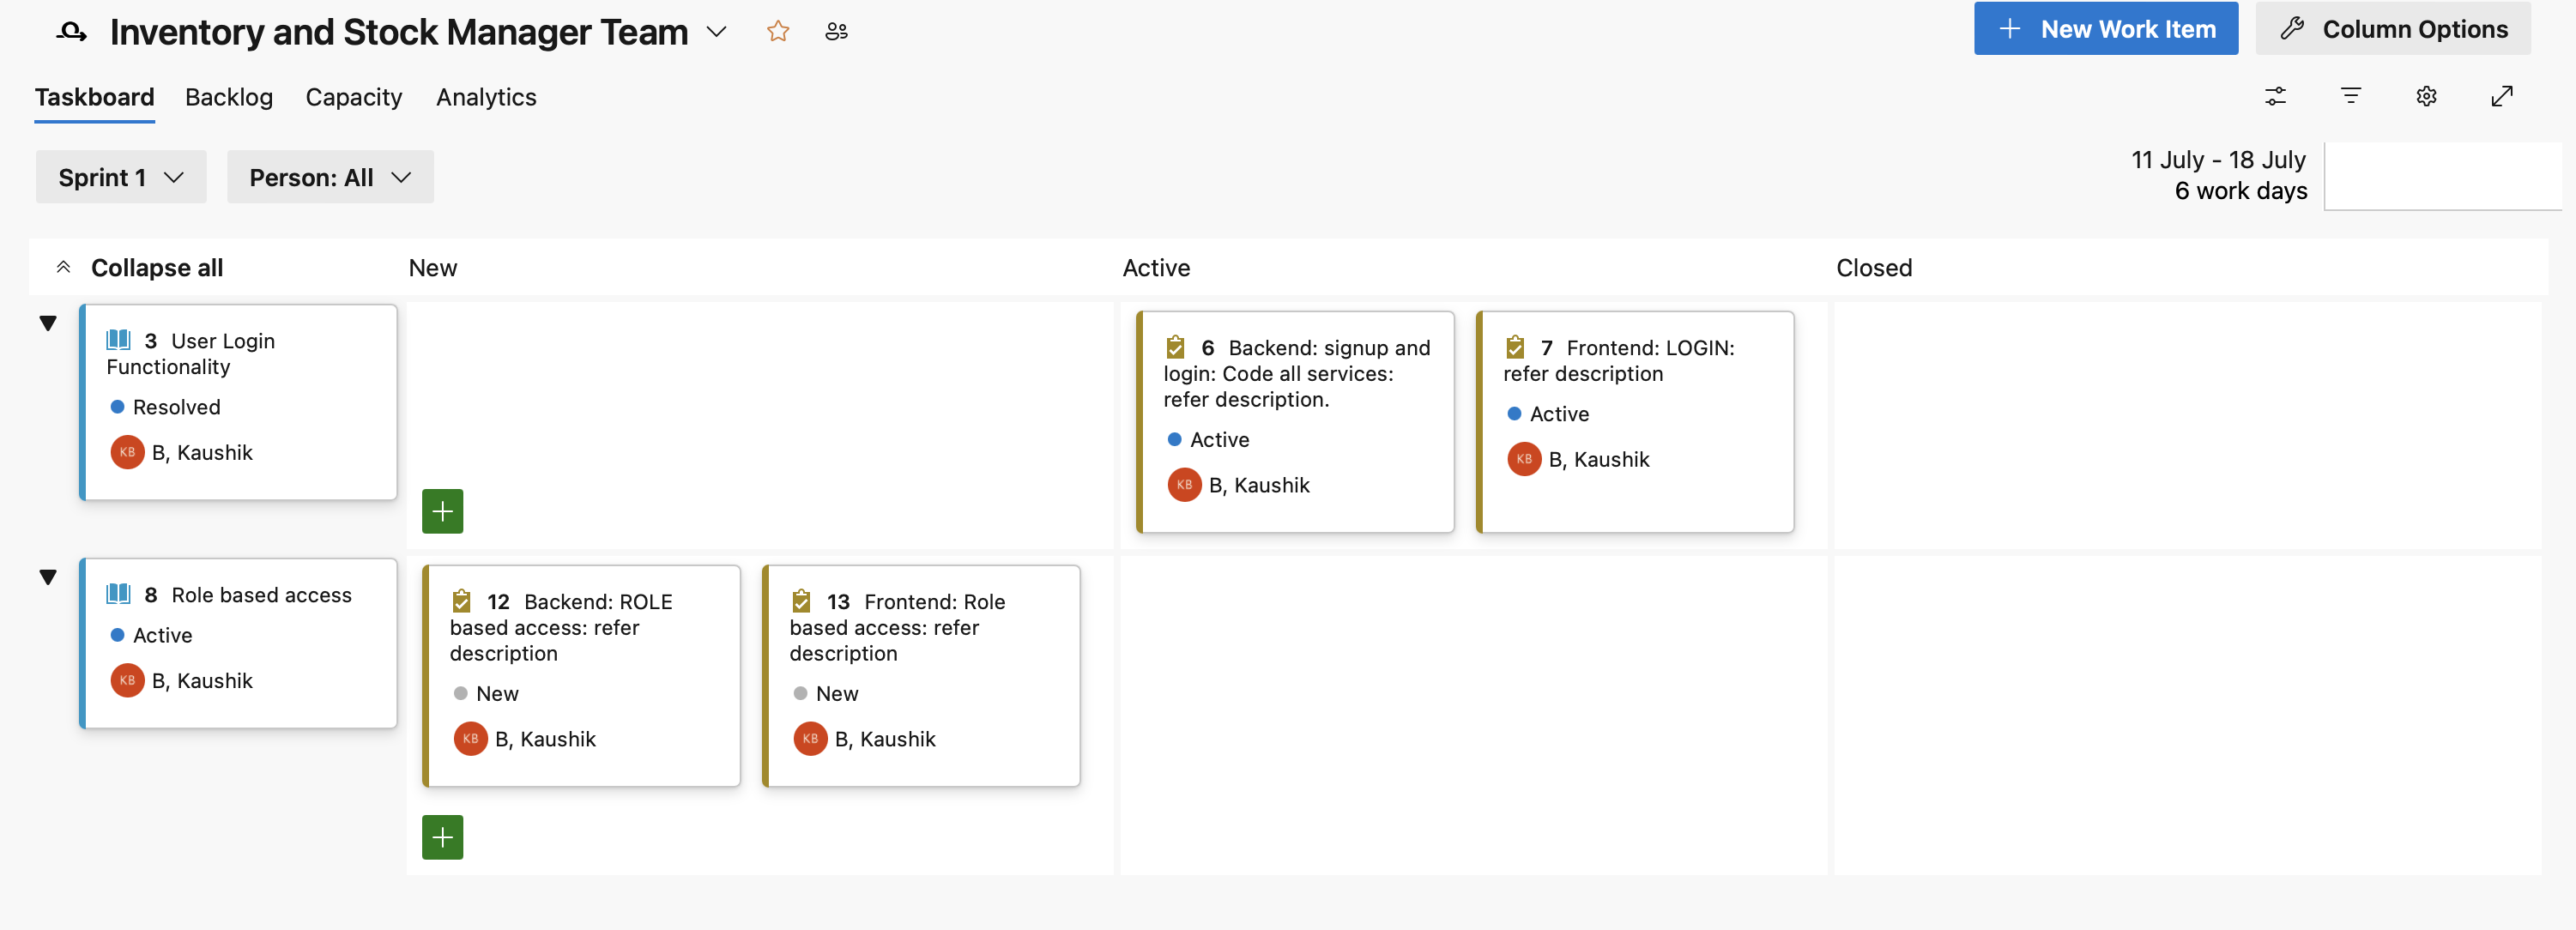 Inventory and Stock Manager Team
New Work Item
Column Options
Taskboard
Backlog
Capacity
Analytics
Sprint 1
Person: All
11 July - 18 July
6 work days
Collapse all
New
Active
Closed
3 User Login
Functionality
Resolved
KB B, Kaushik
6 Backend: signup and
login: Code all services:
refer description.
Active
KB B, Kaushik
7 Frontend: LOGIN:
refer description
Active
KB B, Kaushik
8 Role based access
Active
KB B, Kaushik
12 Backend: ROLE
based access: refer
description
New
KB B, Kaushik
13 Frontend: Role
based access: refer
description
New
KB B, Kaushik